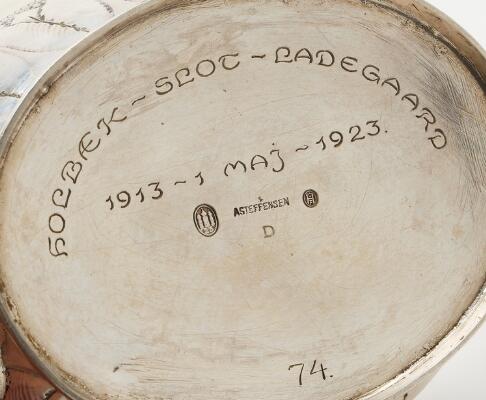 HOLBÆK ~ SLOT ~ LADEGAARD
1913 ~ 1 MAJ ~ 1923.
A STEFFENSEN
D
74.